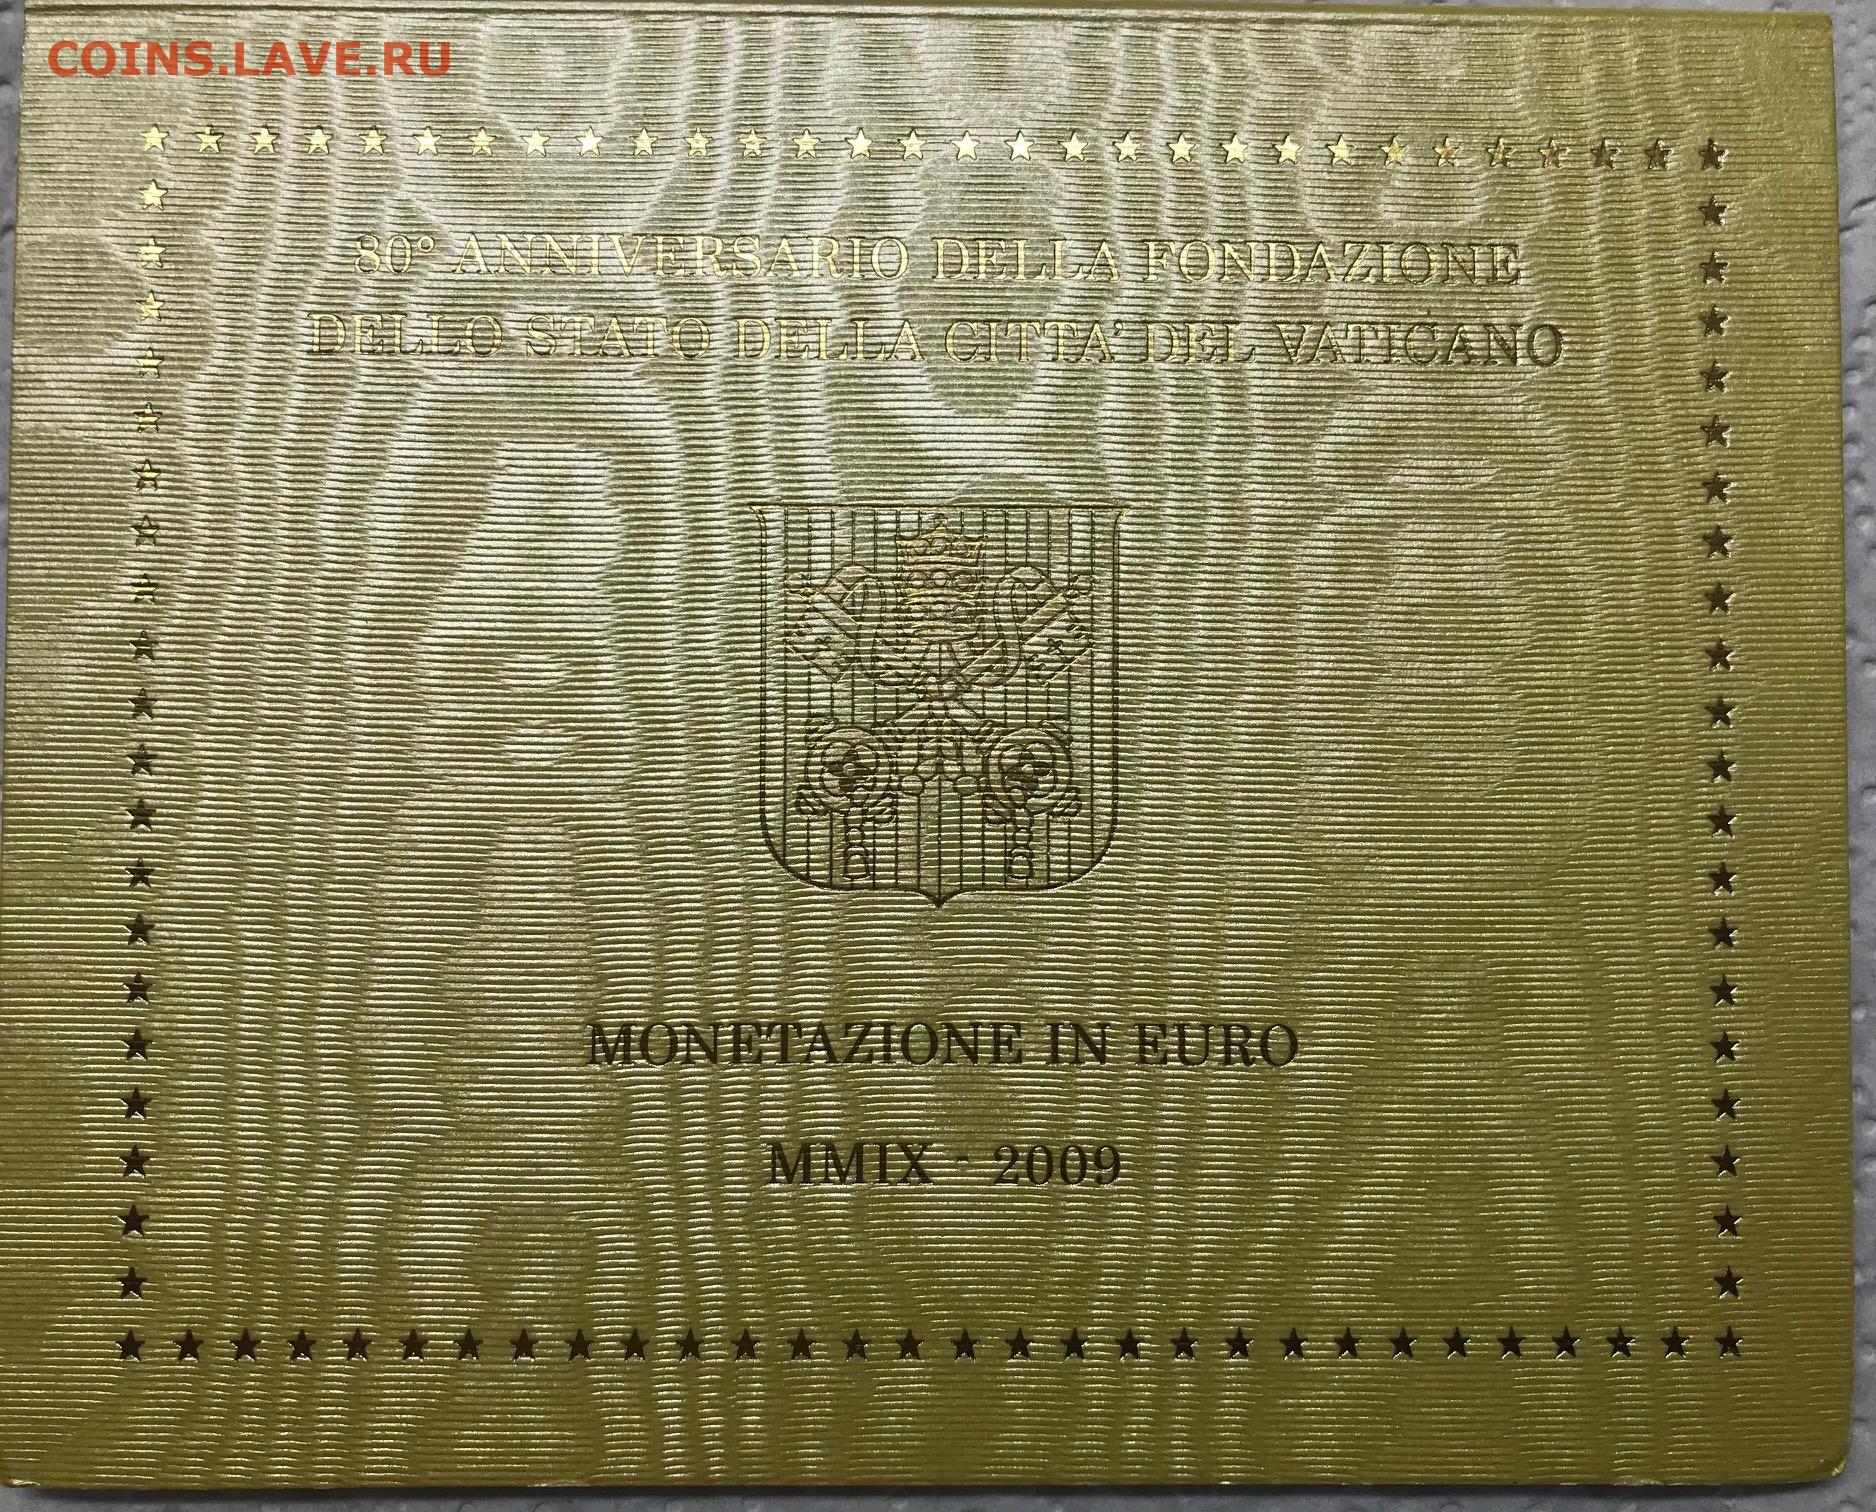 COINS.LAVE.RU
80° ANNIVERSARIO DELLA FONDAZIONE
DELLO STATO DELLA CITTA' DEL VATICANO
MONETAZIONE IN EURO
MMIX - 2009